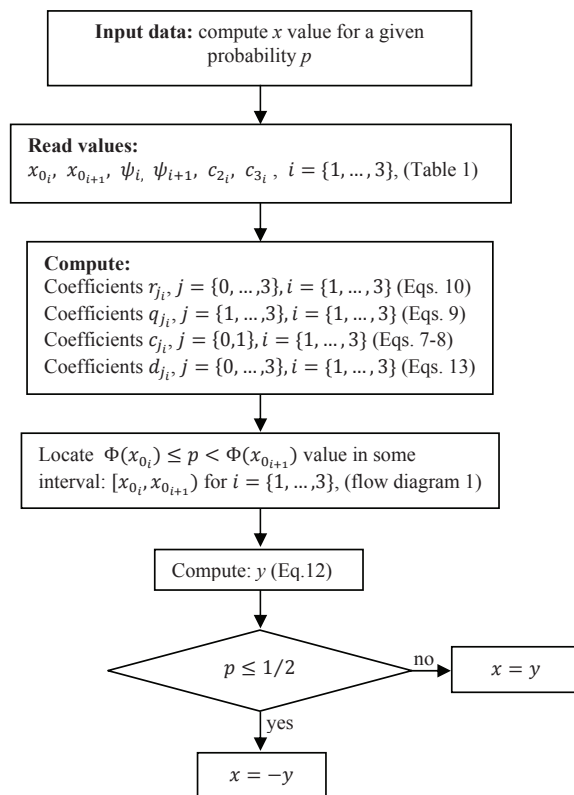 Input data: compute x value for a given
probability p
Read values:
x₀ᵢ, x₀ᵢ₊₁ ψᵢ, ψᵢ₊₁, c₂ᵢ, c₃ᵢ , i = {1, … , 3}, (Table 1)
Compute:
Coefficients rⱼᵢ, j = {0, … ,3}, i = {1, … , 3} (Eqs. 10)
Coefficients qⱼᵢ, j = {1, … ,3}, i = {1, … , 3} (Eqs. 9)
Coefficients cⱼᵢ, j = {0,1}, i = {1, … , 3} (Eqs. 7-8)
Coefficients dⱼᵢ, j = {0, … ,3}, i = {1, … , 3} (Eqs. 13)
Locate Φ(x₀ᵢ) ≤ p < Φ(x₀ᵢ₊₁) value in some
interval: [x₀ᵢ, x₀ᵢ₊₁) for i = {1, … ,3}, (flow diagram 1)
Compute: y (Eq.12)
p ≤ 1/2
no
x = y
yes
x = −y